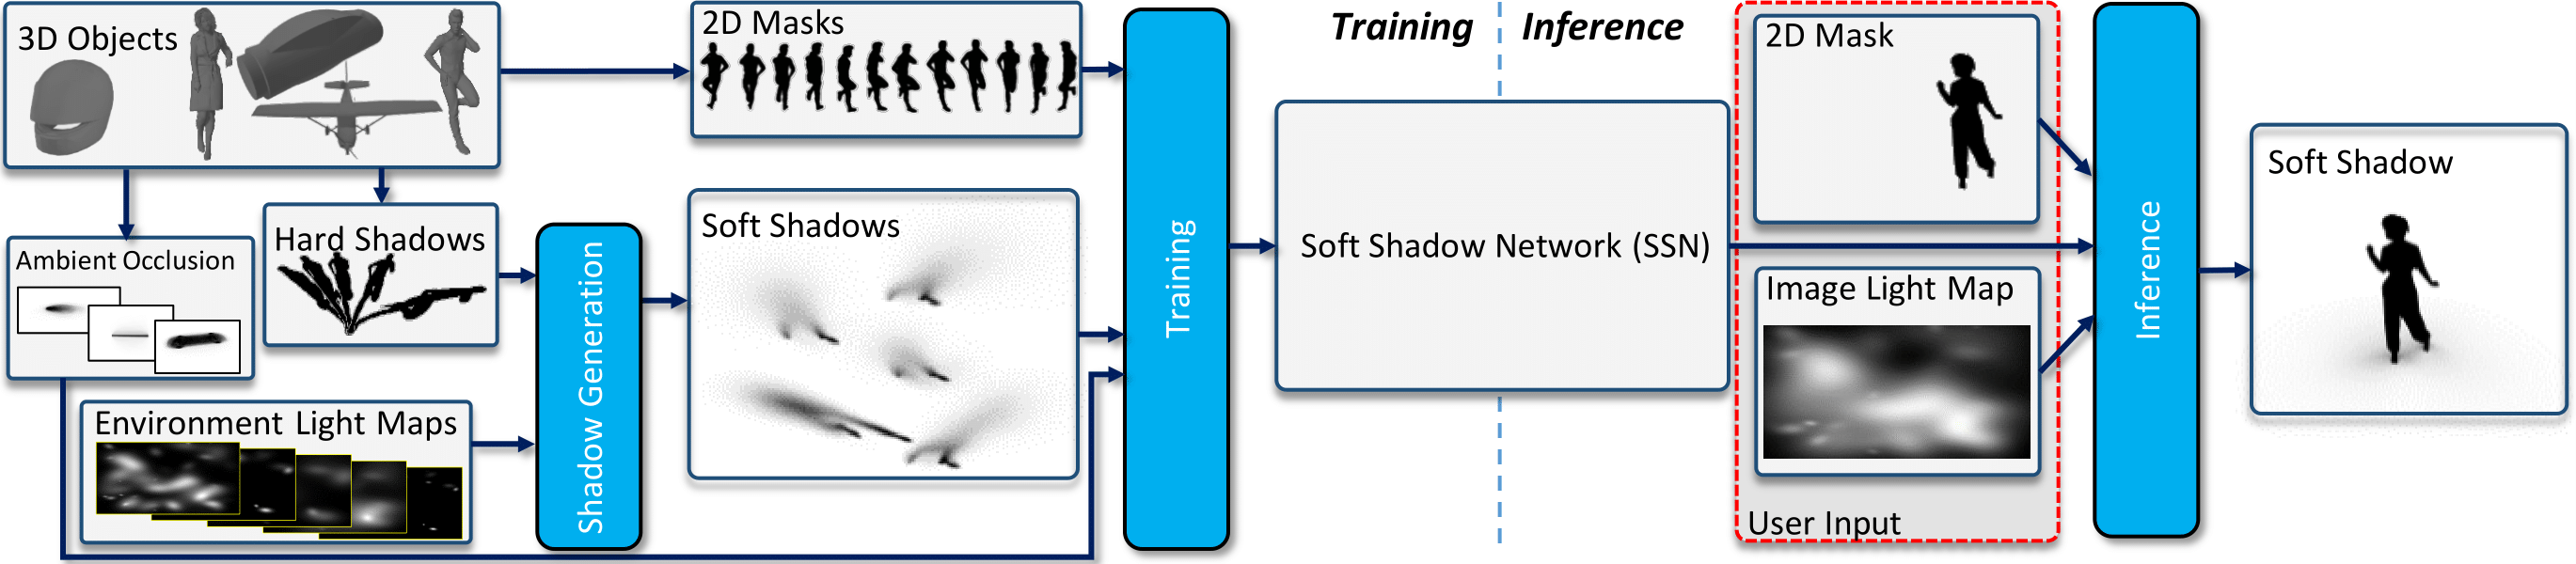 3D Objects
2D Masks
Training
Inference
2D Mask
Soft Shadow
Ambient Occlusion
Hard Shadows
Shadow Generation
Soft Shadows
Training
Soft Shadow Network (SSN)
Image Light Map
Inference
Environment Light Maps
User Input